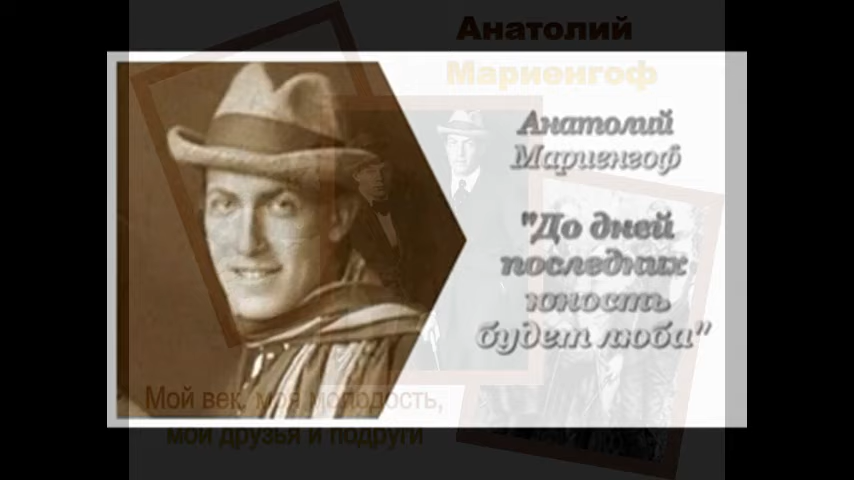 Анатолий
Мариенгоф
Анатолий
Мариенгоф
"До дней
последних
юность
будет люба"
Мой век, моя молодость,
мои друзья и подруги